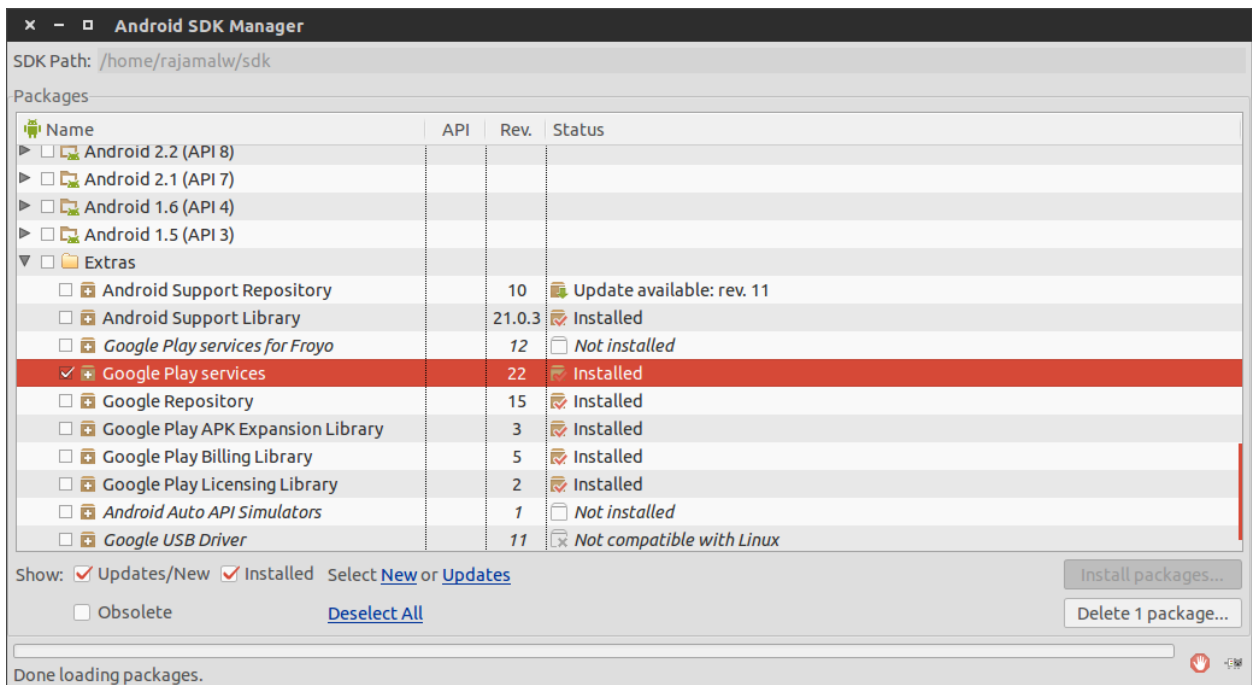 Android SDK Manager
SDK Path: /home/rajamalw/sdk
Packages
Name API Rev. Status
Android 2.2 (API 8)
Android 2.1 (API 7)
Android 1.6 (API 4)
Android 1.5 (API 3)
Extras
Android Support Repository 10 Update available: rev. 11
Android Support Library 21.0.3 Installed
Google Play services for Froyo 12 Not installed
Google Play services 22 Installed
Google Repository 15 Installed
Google Play APK Expansion Library 3 Installed
Google Play Billing Library 5 Installed
Google Play Licensing Library 2 Installed
Android Auto API Simulators 1 Not installed
Google USB Driver 11 Not compatible with Linux
Show: Updates/New Installed Select New or Updates Install packages...
Obsolete Deselect All Delete 1 package...
Done loading packages.